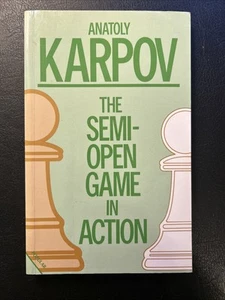 ANATOLY
KARPOV
THE
SEMI-
OPEN
GAME
IN
ACTION